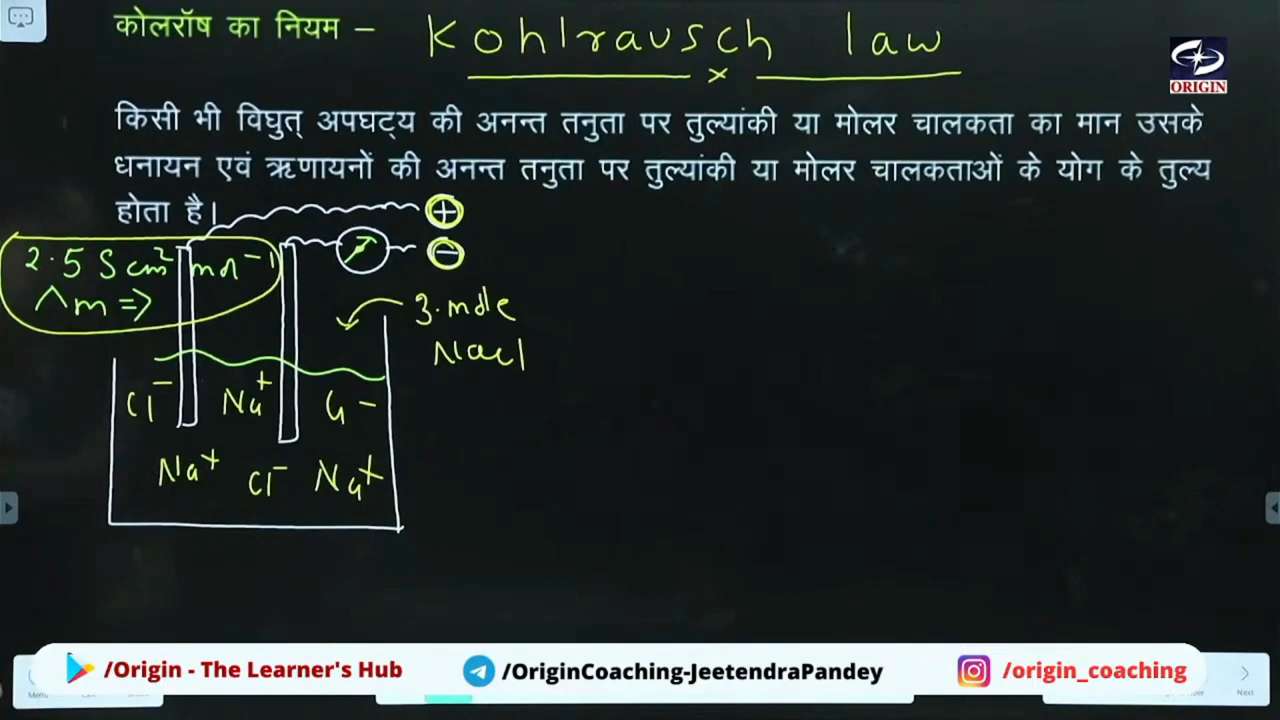 कोलरॉष का नियम – Kohlrausch law
ORIGIN
किसी भी विघुत् अपघट्य की अनन्त तनुता पर तुल्यांकी या मोलर चालकता का मान उसके
धनायन एवं ऋणायनों की अनन्त तनुता पर तुल्यांकी या मोलर चालकताओं के योग के तुल्य
होता है।
+
−
2.5 S cm² mol⁻¹
∧m =>
3.mole
Nacl
Cl⁻ Na⁺ Cl⁻
Na⁺ Cl⁻ Na⁺
/Origin - The Learner's Hub
/OriginCoaching-JeetendraPandey
/origin_coaching
Menu
Next